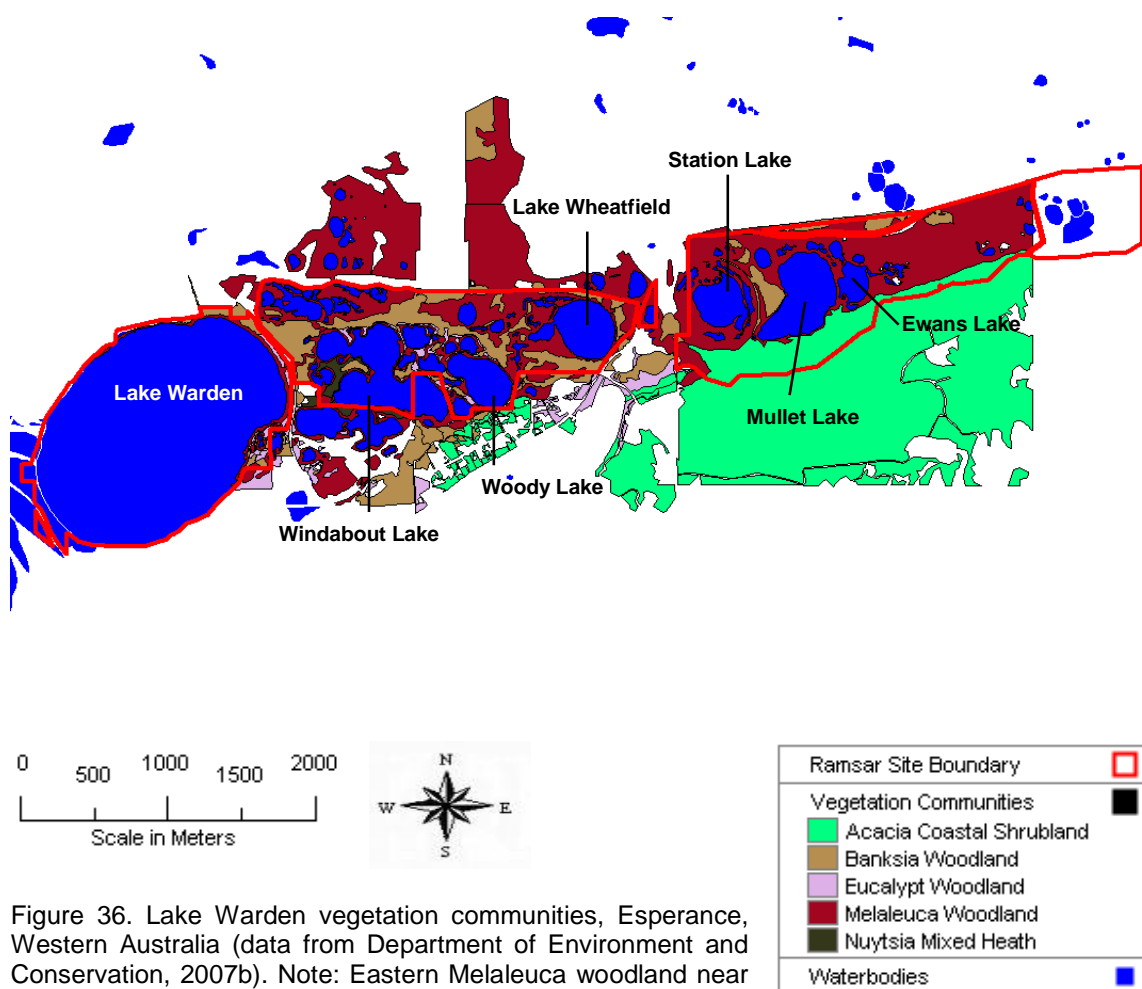 Station Lake
Lake Wheatfield
Ewans Lake
Lake Warden
Mullet Lake
Woody Lake
Windabout Lake
0 500 1000 1500 2000
Scale in Meters
N
W E
S
Ramsar Site Boundary
Vegetation Communities
Acacia Coastal Shrubland
Banksia Woodland
Eucalypt Woodland
Melaleuca Woodland
Nuytsia Mixed Heath
Waterbodies
Figure 36. Lake Warden vegetation communities, Esperance,
Western Australia (data from Department of Environment and
Conservation, 2007b). Note: Eastern Melaleuca woodland near